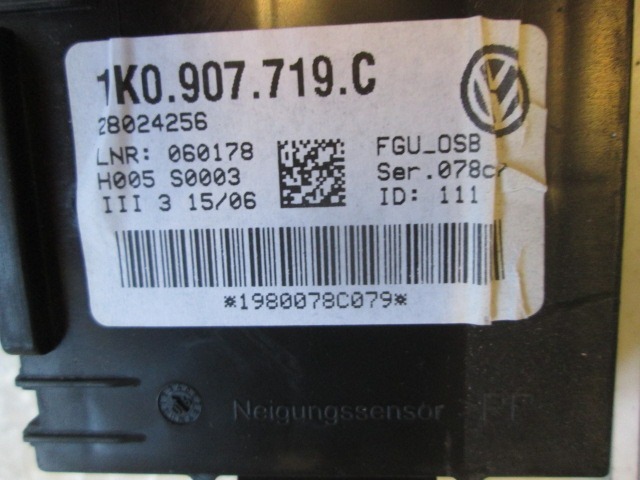 1K0.907.719.C
28024256
LNR: 060178
H005 S0003
III 3 15/06
FGU_OSB
Ser.078c7
ID: 111
*1980078C079*
Neigungssensor >PP